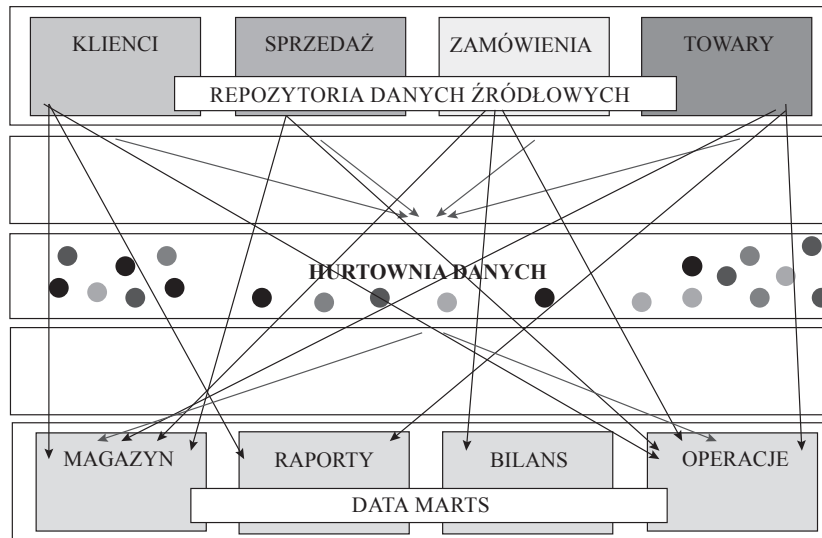 KLIENCI
SPRZEDAŻ
ZAMÓWIENIA
TOWARY
REPOZYTORIA DANYCH ŹRÓDŁOWYCH
HURTOWNIA DANYCH
MAGAZYN
RAPORTY
BILANS
OPERACJE
DATA MARTS